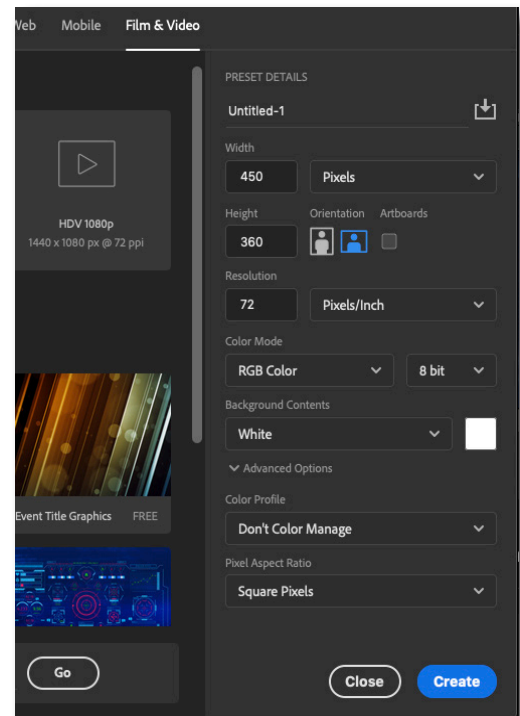 Web Mobile Film & Video
HDV 1080p
1440 x 1080 px @ 72 ppi
Event Title Graphics FREE
Go
PRESET DETAILS
Untitled-1
Width
450 Pixels
Height Orientation Artboards
360
Resolution
72 Pixels/Inch
Color Mode
RGB Color 8 bit
Background Contents
White
Advanced Options
Color Profile
Don't Color Manage
Pixel Aspect Ratio
Square Pixels
Close Create